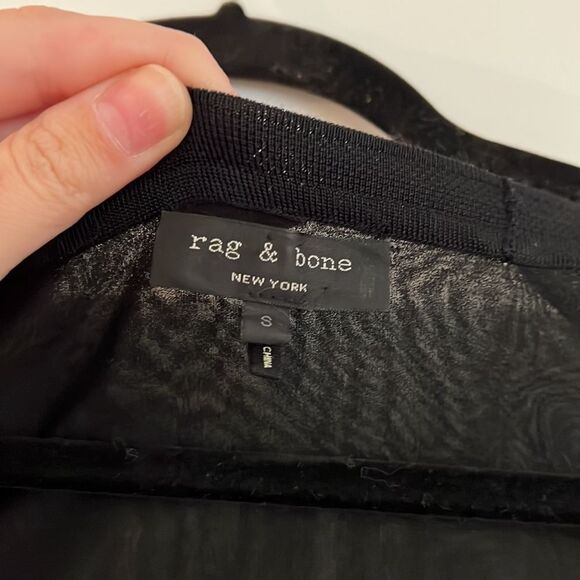 rag & bone
NEW YORK
S
CHINA